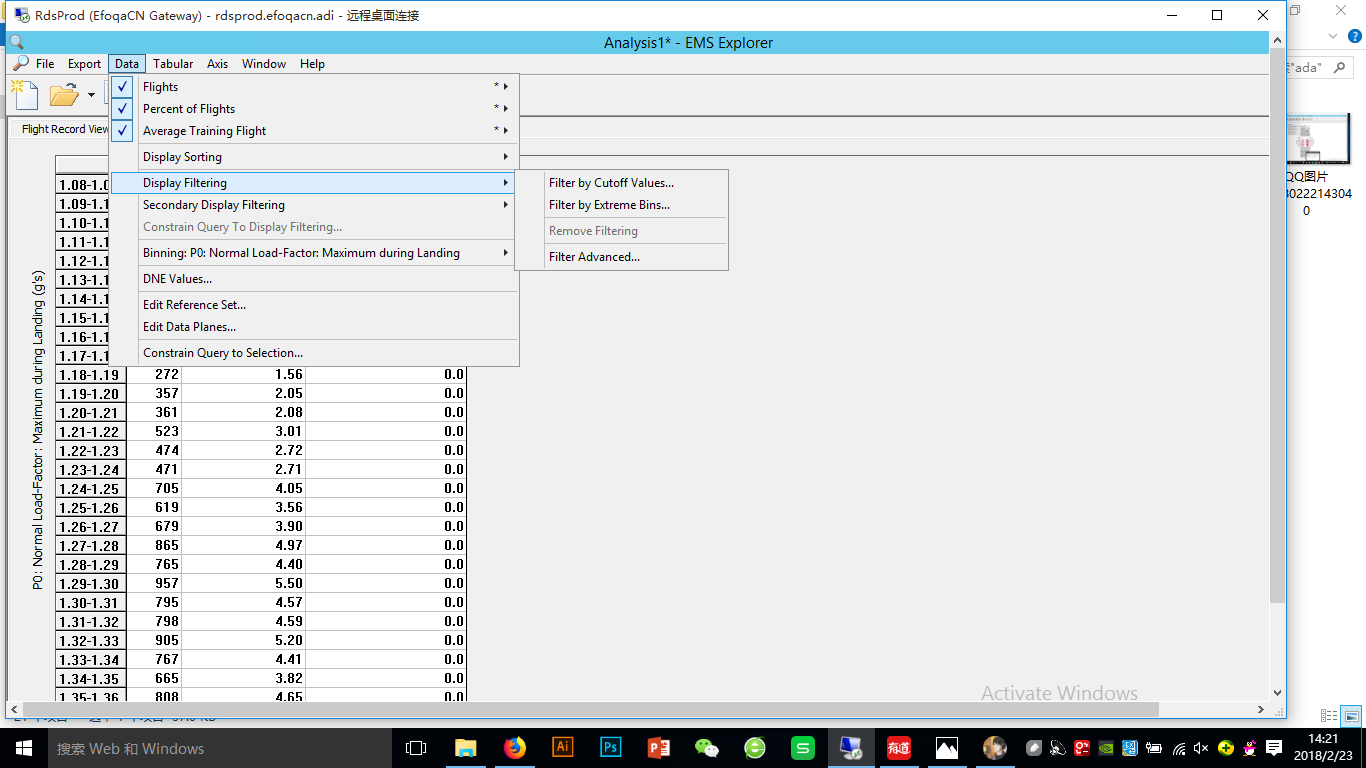 RdsProd (EfoqaCN Gateway) - rdsprod.efoqacn.adi - 远程桌面连接
Analysis1* - EMS Explorer
File Export Data Tabular Axis Window Help
"ada"
Flights * 
Percent of Flights * 
Average Training Flight * 
Display Sorting
Display Filtering
Secondary Display Filtering
Constrain Query To Display Filtering...
Binning: P0: Normal Load-Factor: Maximum during Landing
DNE Values...
Edit Reference Set...
Edit Data Planes...
Constrain Query to Selection...
Filter by Cutoff Values...
Filter by Extreme Bins...
Remove Filtering
Filter Advanced...
Flight Record View
P0: Normal Load-Factor: Maximum during Landing (g's)
1.08-1.0
1.09-1.1
1.10-1.1
1.11-1.1
1.12-1.1
1.13-1.1
1.14-1.1
1.15-1.1
1.16-1.1
1.17-1.1
1.18-1.19 272 1.56 0.0
1.19-1.20 357 2.05 0.0
1.20-1.21 361 2.08 0.0
1.21-1.22 523 3.01 0.0
1.22-1.23 474 2.72 0.0
1.23-1.24 471 2.71 0.0
1.24-1.25 705 4.05 0.0
1.25-1.26 619 3.56 0.0
1.26-1.27 679 3.90 0.0
1.27-1.28 865 4.97 0.0
1.28-1.29 765 4.40 0.0
1.29-1.30 957 5.50 0.0
1.30-1.31 795 4.57 0.0
1.31-1.32 798 4.59 0.0
1.32-1.33 905 5.20 0.0
1.33-1.34 767 4.41 0.0
1.34-1.35 665 3.82 0.0
1.35-1.36 808 4.65 0.0
QQ图片
3022214304
0
Activate Windows
搜索 Web 和 Windows
Ai
Ps
有道
14:21
2018/2/23